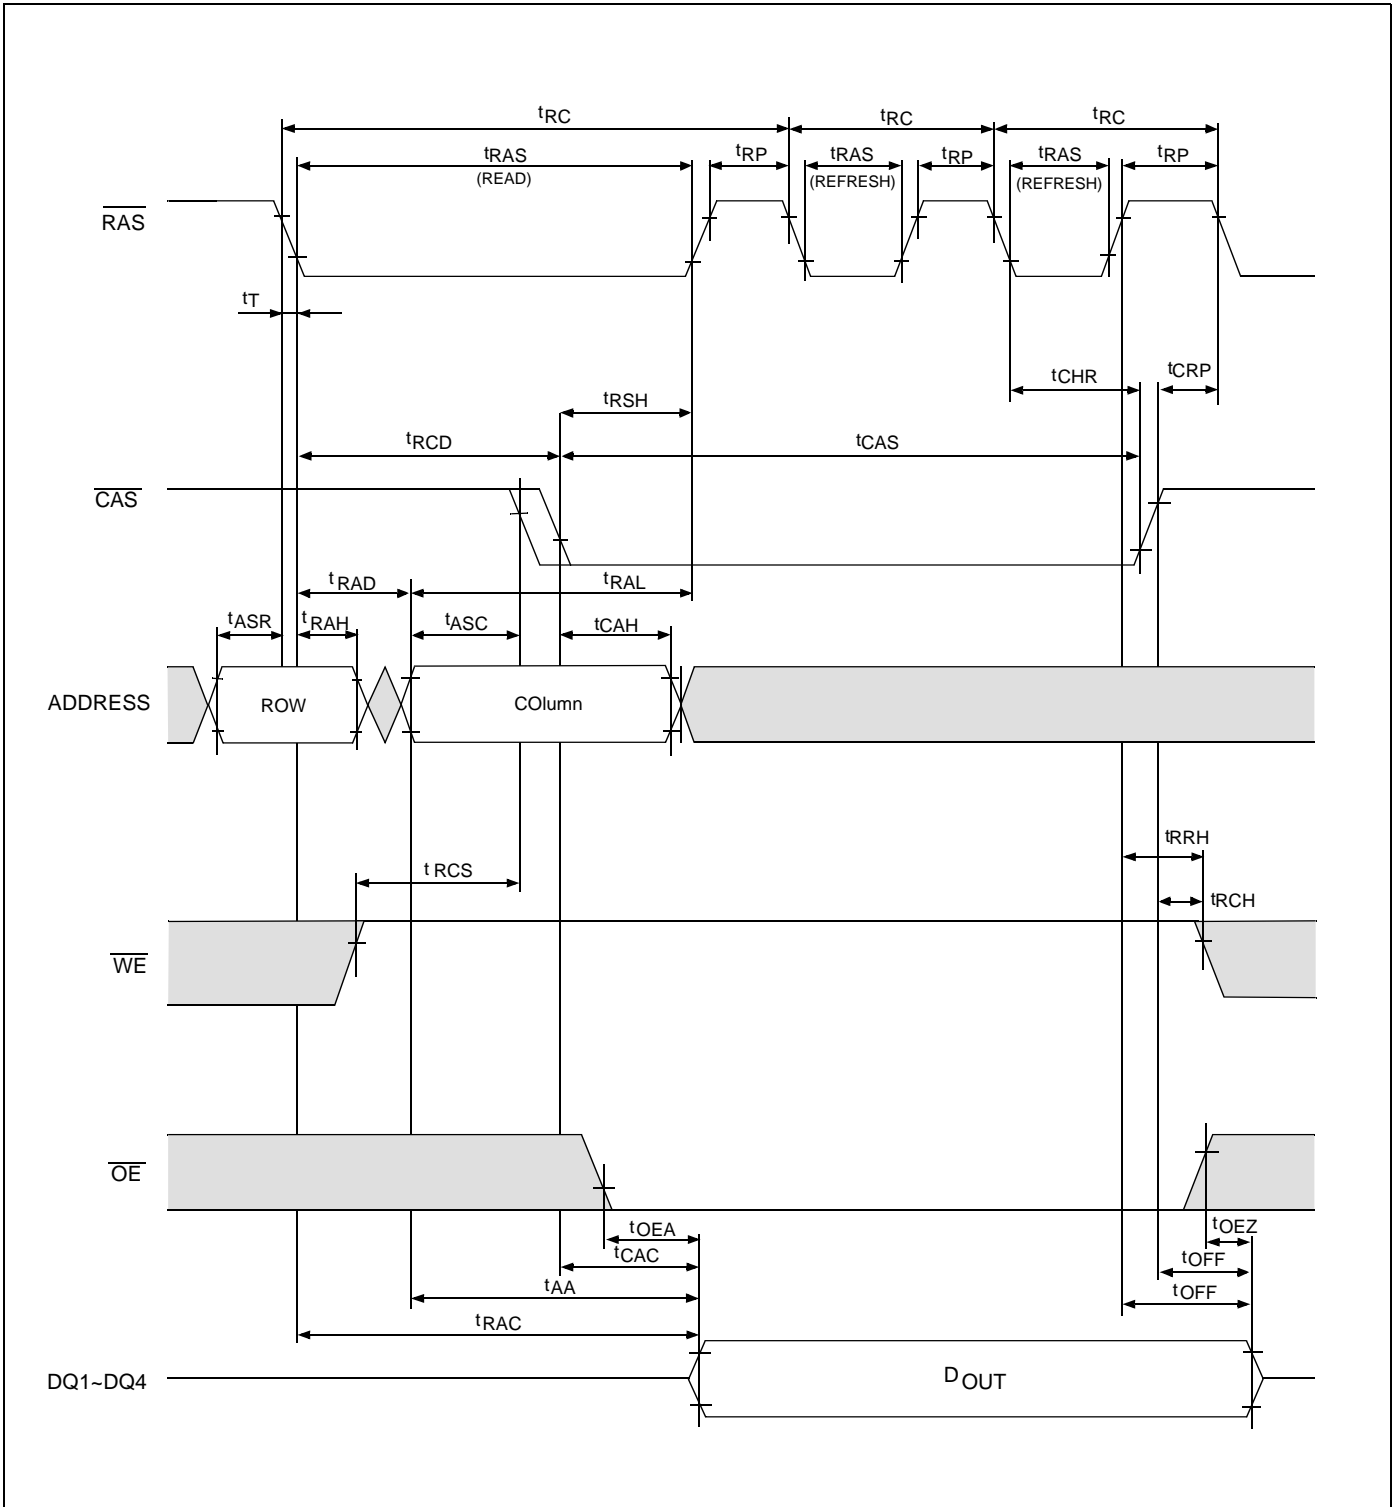 tRC tRC tRC
tRAS tRP tRAS tRP tRAS tRP
(READ) (REFRESH) (REFRESH)
RAS
tT
tCHR tCRP
tRSH
tRCD tCAS
CAS
tRAD tRAL
tASR tRAH tASC tCAH
ADDRESS ROW COlumn
tRRH
tRCS
tRCH
WE
OE
tOEA tOEZ
tCAC tOFF
tAA tOFF
tRAC
DQ1~DQ4 DOUT